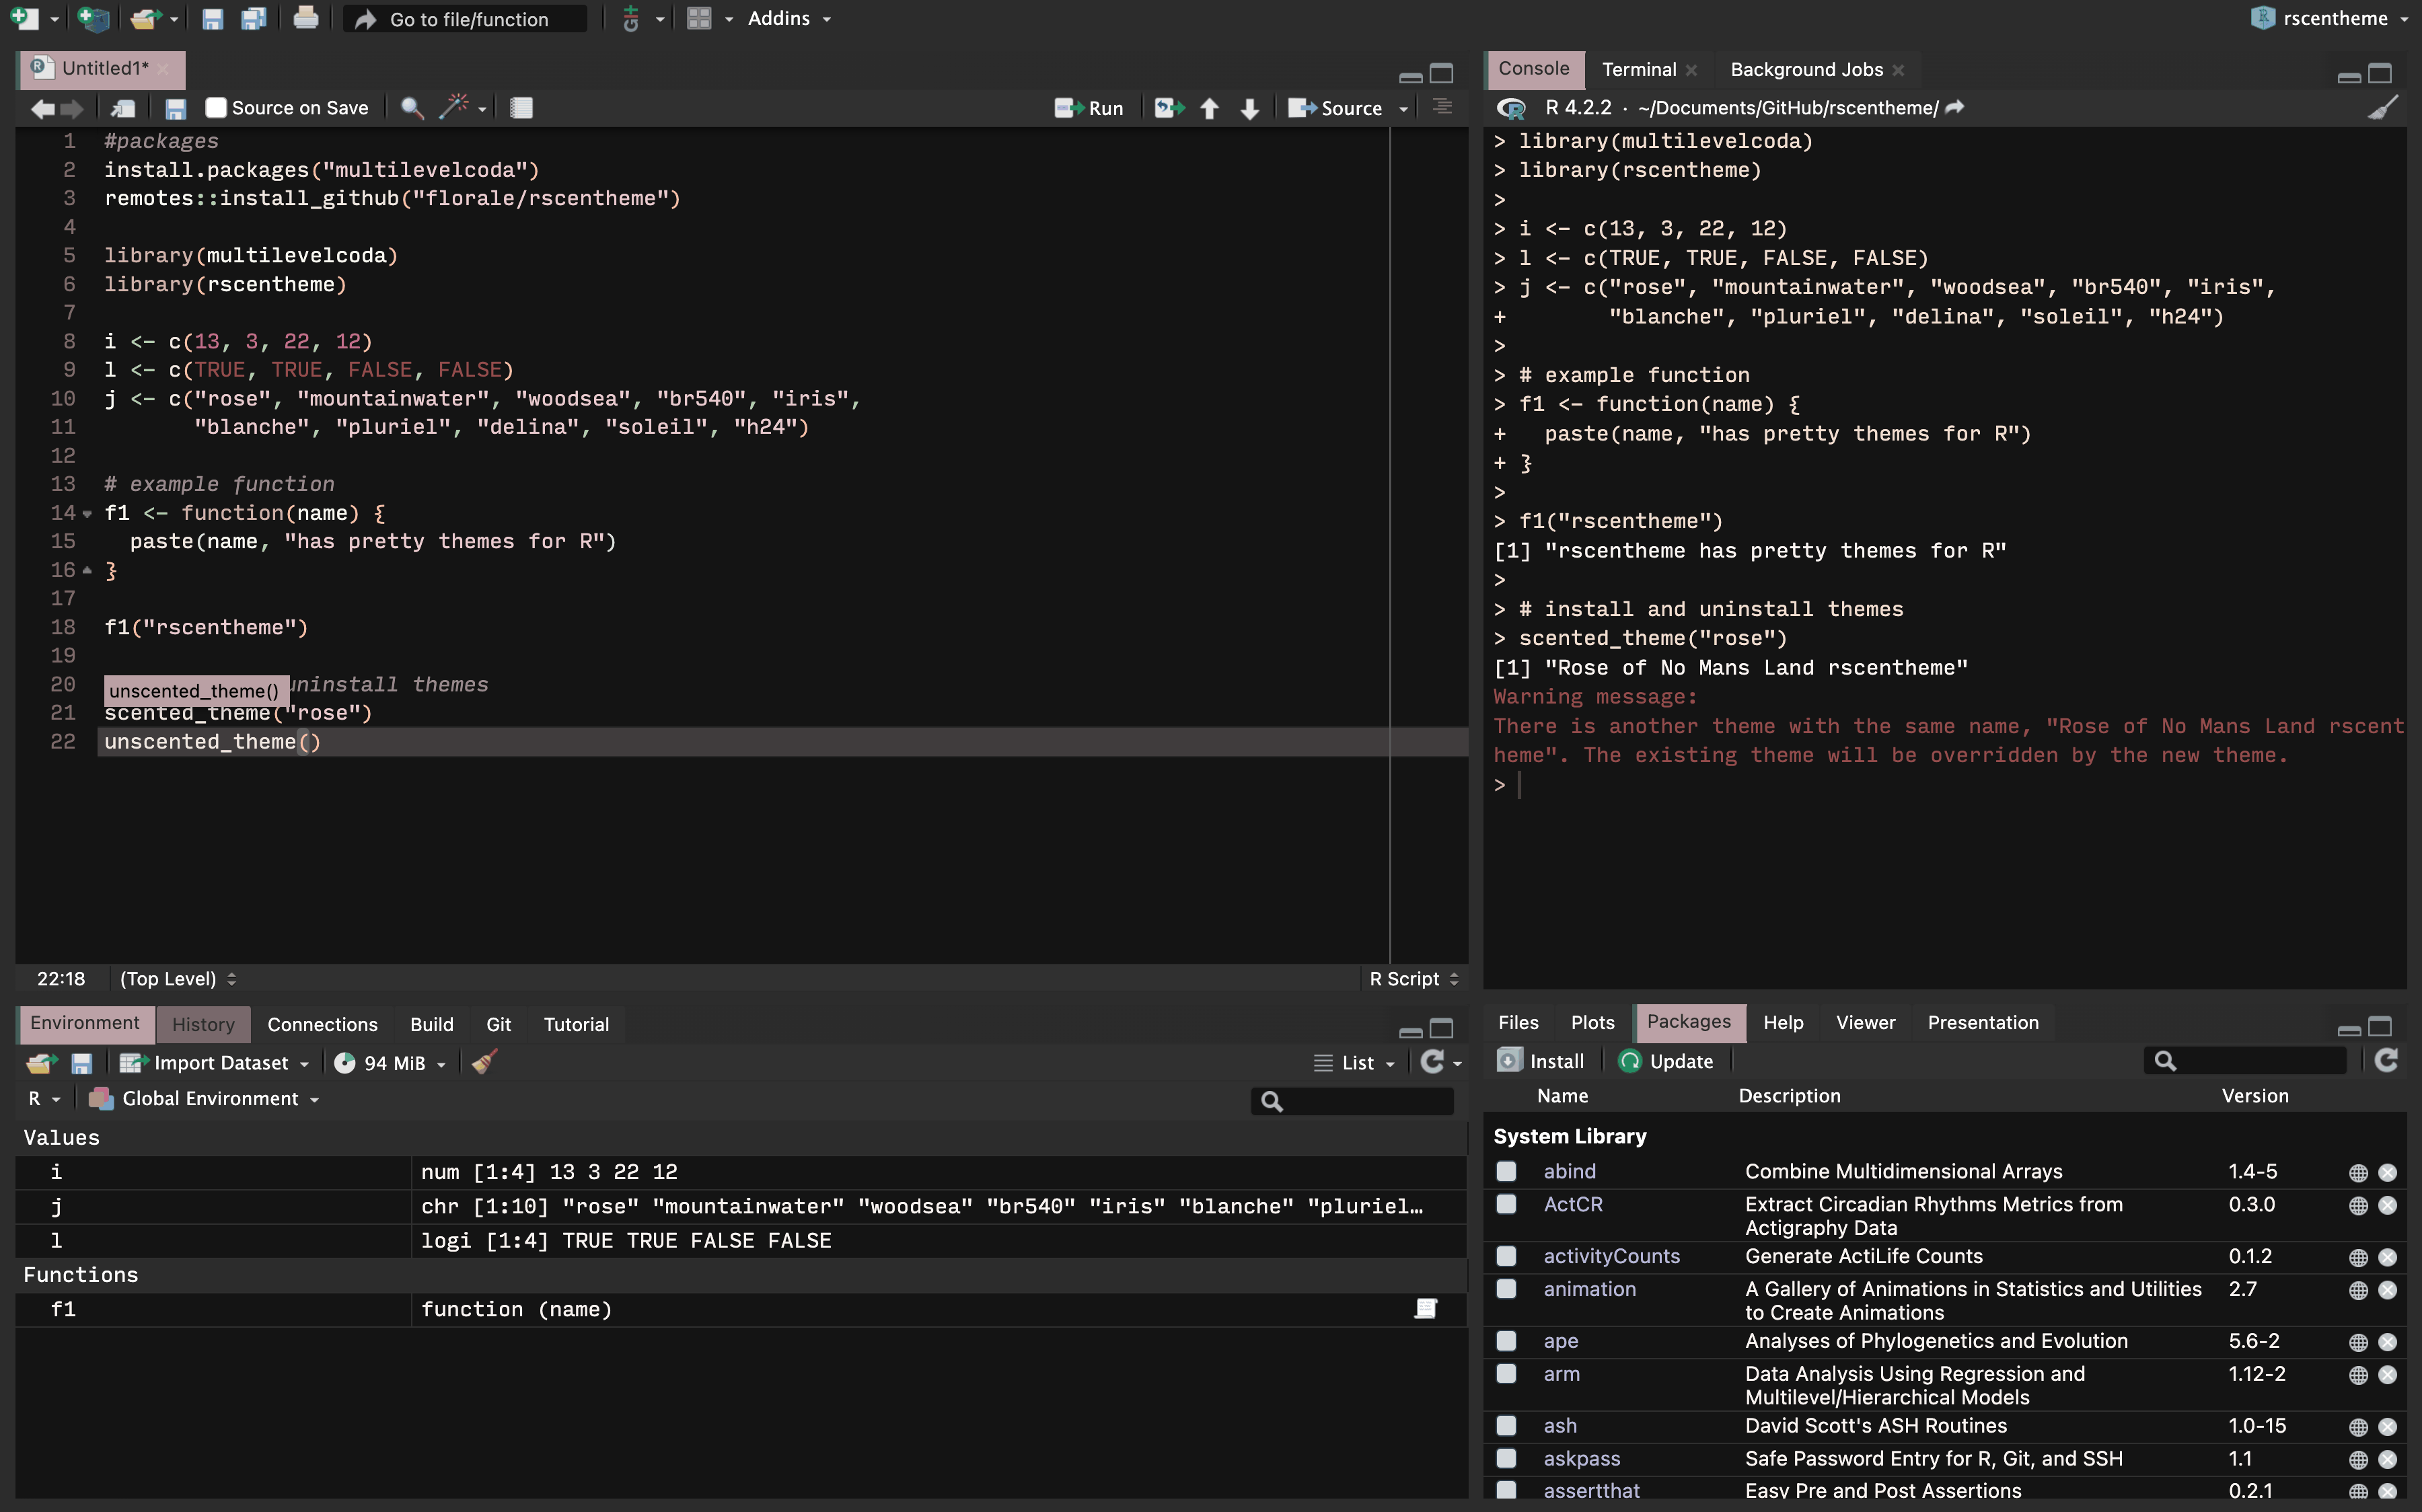 Go to file/function
Addins
rscentheme
Untitled1*
Source on Save
Run
Source
1 #packages
2 install.packages("multilevelcoda")
3 remotes::install_github("florale/rscentheme")
4
5 library(multilevelcoda)
6 library(rscentheme)
7
8 i <- c(13, 3, 22, 12)
9 l <- c(TRUE, TRUE, FALSE, FALSE)
10 j <- c("rose", "mountainwater", "woodsea", "br540", "iris",
11 "blanche", "pluriel", "delina", "soleil", "h24")
12
13 # example function
14 f1 <- function(name) {
15 paste(name, "has pretty themes for R")
16 }
17
18 f1("rscentheme")
19
20 unscented_theme() uninstall themes
21 scented_theme("rose")
22 unscented_theme()
22:18 (Top Level) R Script
Console Terminal Background Jobs
R 4.2.2 · ~/Documents/GitHub/rscentheme/
> library(multilevelcoda)
> library(rscentheme)
>
> i <- c(13, 3, 22, 12)
> l <- c(TRUE, TRUE, FALSE, FALSE)
> j <- c("rose", "mountainwater", "woodsea", "br540", "iris",
+ "blanche", "pluriel", "delina", "soleil", "h24")
>
> # example function
> f1 <- function(name) {
+ paste(name, "has pretty themes for R")
+ }
>
> f1("rscentheme")
[1] "rscentheme has pretty themes for R"
>
> # install and uninstall themes
> scented_theme("rose")
[1] "Rose of No Mans Land rscentheme"
Warning message:
There is another theme with the same name, "Rose of No Mans Land rscent
heme". The existing theme will be overridden by the new theme.
>
Environment History Connections Build Git Tutorial
Import Dataset 94 MiB List
R Global Environment
Values
i num [1:4] 13 3 22 12
j chr [1:10] "rose" "mountainwater" "woodsea" "br540" "iris" "blanche" "pluriel…
l logi [1:4] TRUE TRUE FALSE FALSE
Functions
f1 function (name)
Files Plots Packages Help Viewer Presentation
Install Update
Name Description Version
System Library
abind Combine Multidimensional Arrays 1.4-5
ActCR Extract Circadian Rhythms Metrics from 0.3.0
Actigraphy Data
activityCounts Generate ActiLife Counts 0.1.2
animation A Gallery of Animations in Statistics and Utilities 2.7
to Create Animations
ape Analyses of Phylogenetics and Evolution 5.6-2
arm Data Analysis Using Regression and 1.12-2
Multilevel/Hierarchical Models
ash David Scott's ASH Routines 1.0-15
askpass Safe Password Entry for R, Git, and SSH 1.1
assertthat Easy Pre and Post Assertions 0.2.1